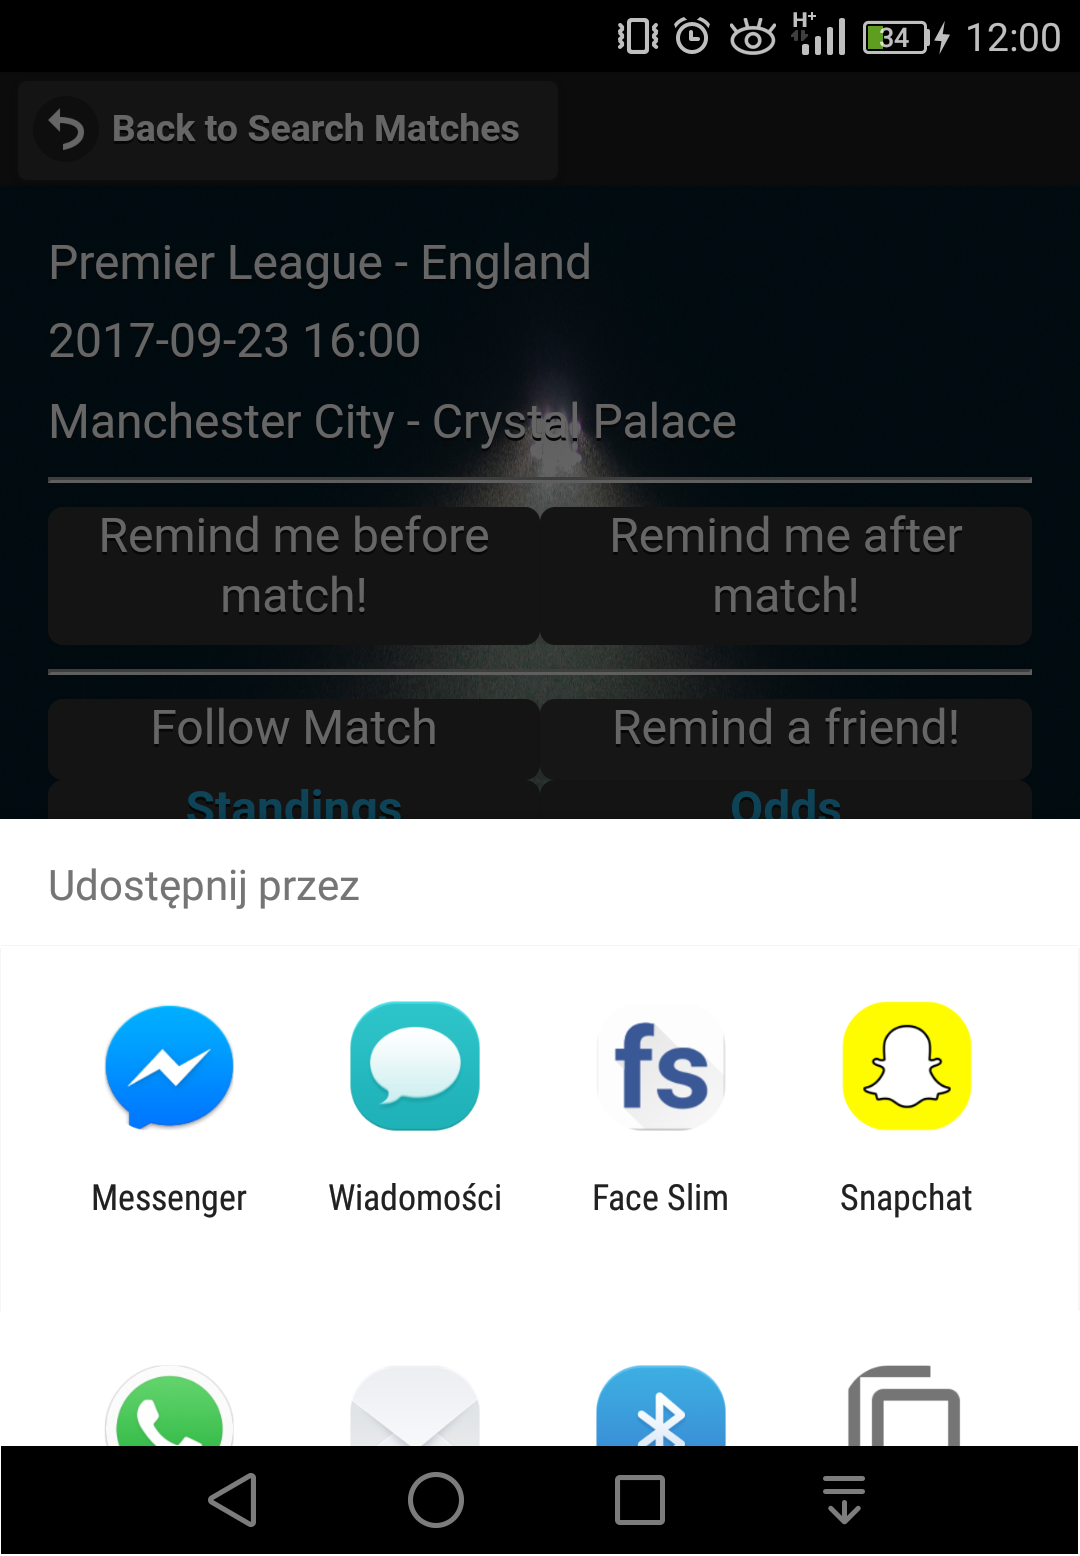 H+
34
12:00
Back to Search Matches
Premier League - England
2017-09-23 16:00
Manchester City - Crystal Palace
Remind me before
match!
Remind me after
match!
Follow Match
Remind a friend!
Standings
Odds
Udostępnij przez
fs
Messenger
Wiadomości
Face Slim
Snapchat